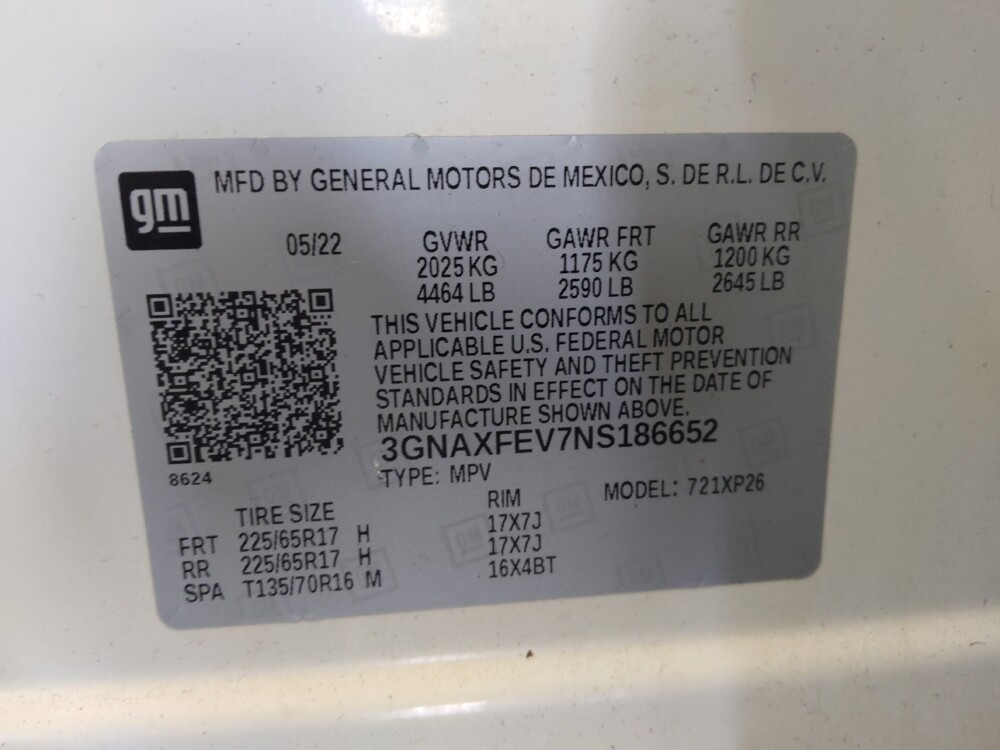 gm
MFD BY GENERAL MOTORS DE MEXICO, S. DE R.L. DE C.V.
05/22 GVWR GAWR FRT GAWR RR
2025 KG 1175 KG 1200 KG
4464 LB 2590 LB 2645 LB
THIS VEHICLE CONFORMS TO ALL
APPLICABLE U.S. FEDERAL MOTOR
VEHICLE SAFETY AND THEFT PREVENTION
STANDARDS IN EFFECT ON THE DATE OF
MANUFACTURE SHOWN ABOVE.
3GNAXFEV7NS186652
8624
TYPE: MPV MODEL: 721XP26
TIRE SIZE RIM
FRT 225/65R17 H 17X7J
RR 225/65R17 H 17X7J
SPA T135/70R16 M 16X4BT